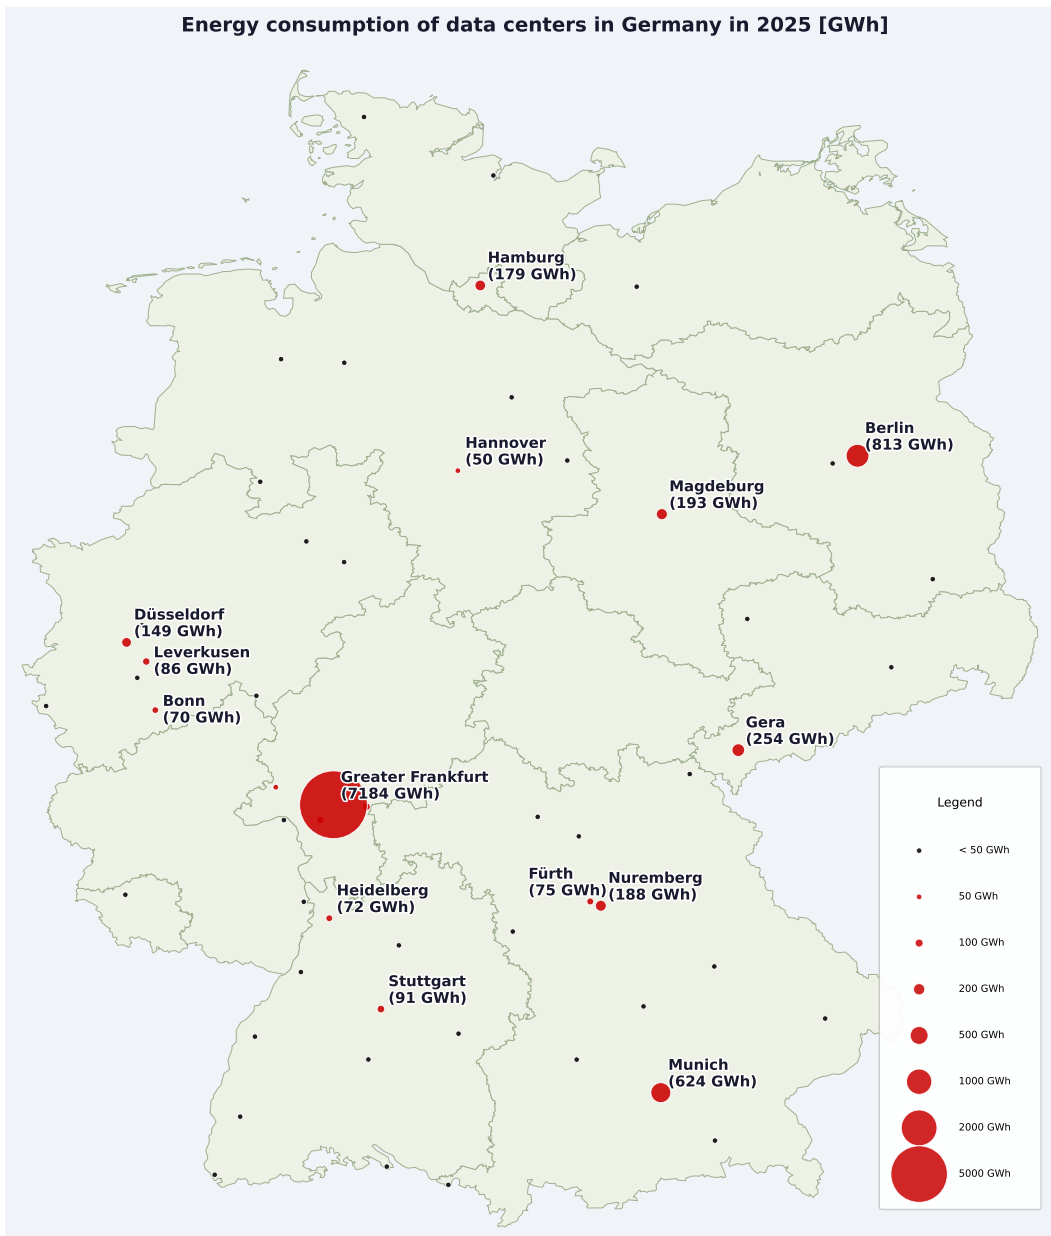 Energy consumption of data centers in Germany in 2025 [GWh]
Hamburg
(179 GWh)
Berlin
(813 GWh)
Hannover
(50 GWh)
Magdeburg
(193 GWh)
Düsseldorf
(149 GWh)
Leverkusen
(86 GWh)
Bonn
(70 GWh)
Gera
(254 GWh)
Greater Frankfurt
(7184 GWh)
Fürth
(75 GWh)
Nuremberg
(188 GWh)
Heidelberg
(72 GWh)
Stuttgart
(91 GWh)
Munich
(624 GWh)
Legend
< 50 GWh
50 GWh
100 GWh
200 GWh
500 GWh
1000 GWh
2000 GWh
5000 GWh